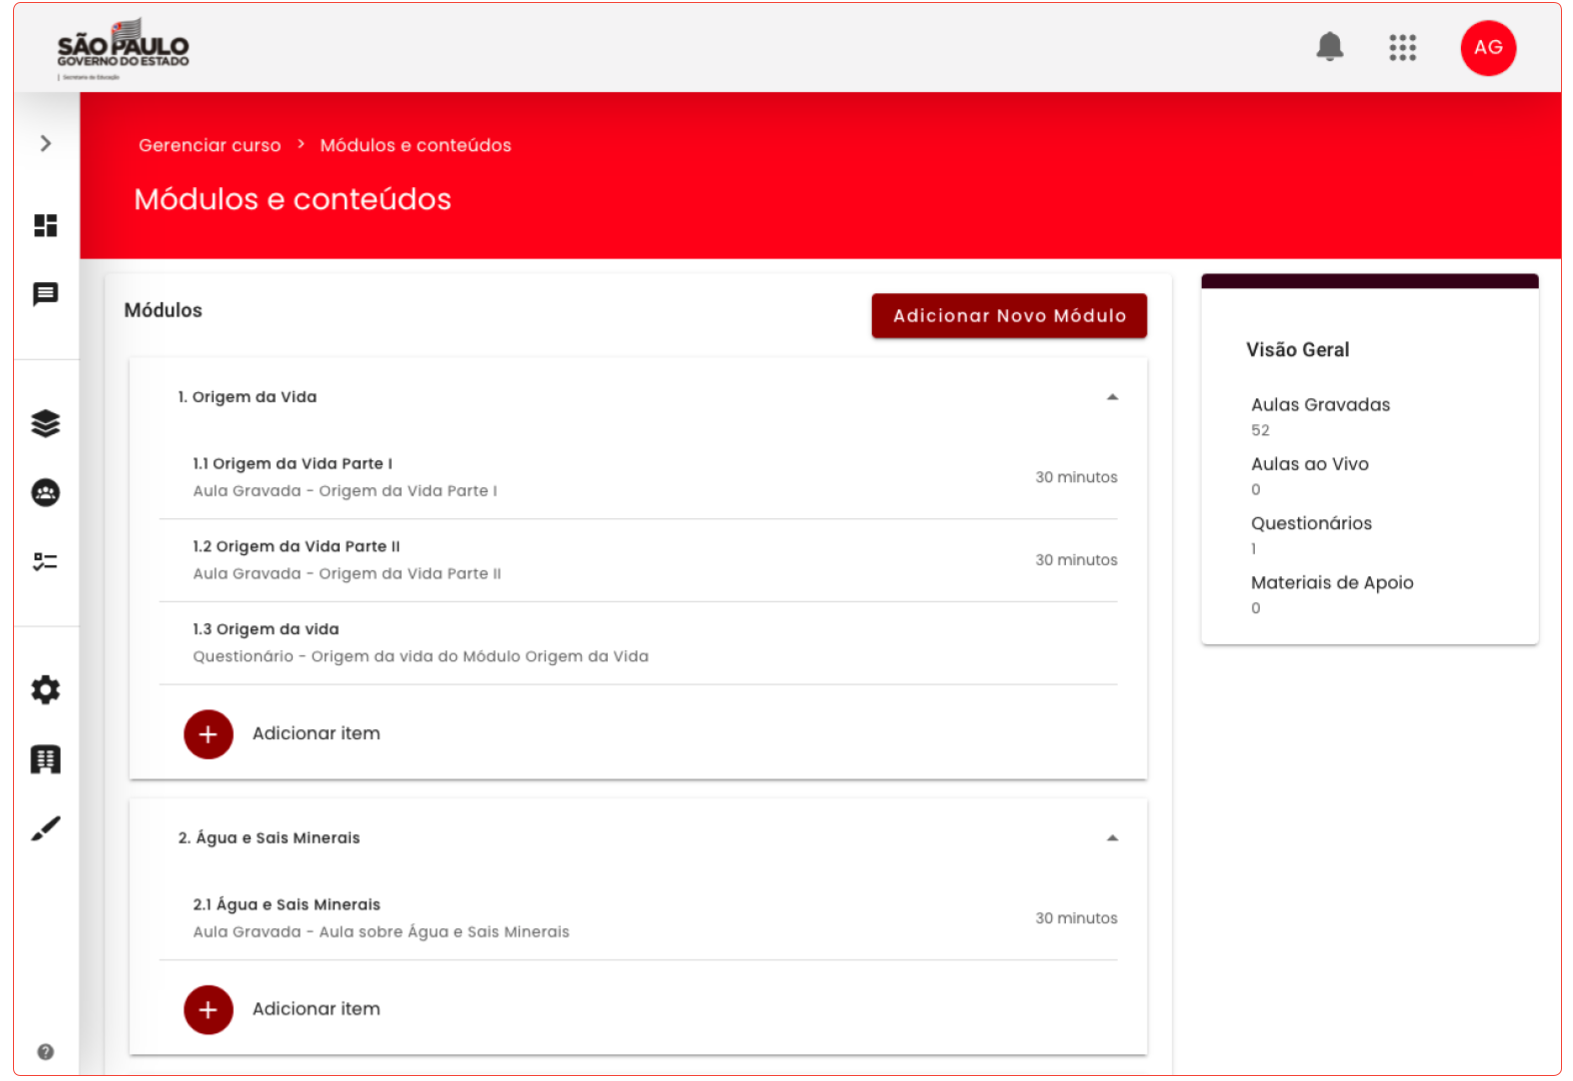 SÃO PAULO
GOVERNO DO ESTADO
Secretaria da Educação
AG
Gerenciar curso > Módulos e conteúdos
Módulos e conteúdos
Módulos
Adicionar Novo Módulo
1. Origem da Vida
1.1 Origem da Vida Parte I
Aula Gravada - Origem da Vida Parte I
30 minutos
1.2 Origem da Vida Parte II
Aula Gravada - Origem da Vida Parte II
30 minutos
1.3 Origem da vida
Questionário - Origem da vida do Módulo Origem da Vida
+ Adicionar item
2. Água e Sais Minerais
2.1 Água e Sais Minerais
Aula Gravada - Aula sobre Água e Sais Minerais
30 minutos
+ Adicionar item
Visão Geral
Aulas Gravadas
52
Aulas ao Vivo
0
Questionários
1
Materiais de Apoio
0